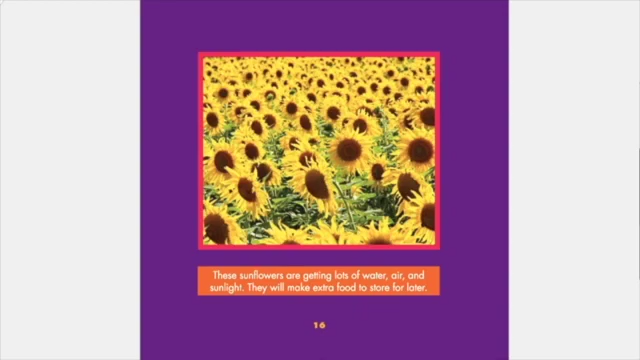 These sunflowers are getting lots of water, air, and
sunlight. They will make extra food to store for later.
16